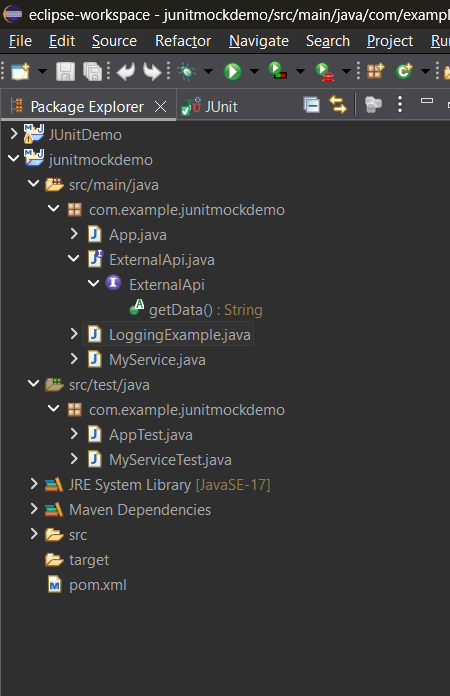 eclipse-workspace - junitmockdemo/src/main/java/com/example
File Edit Source Refactor Navigate Search Project Ru
Package Explorer JUnit
JUnitDemo
junitmockdemo
src/main/java
com.example.junitmockdemo
App.java
ExternalApi.java
ExternalApi
getData() : String
LoggingExample.java
MyService.java
src/test/java
com.example.junitmockdemo
AppTest.java
MyServiceTest.java
JRE System Library [JavaSE-17]
Maven Dependencies
src
target
pom.xml